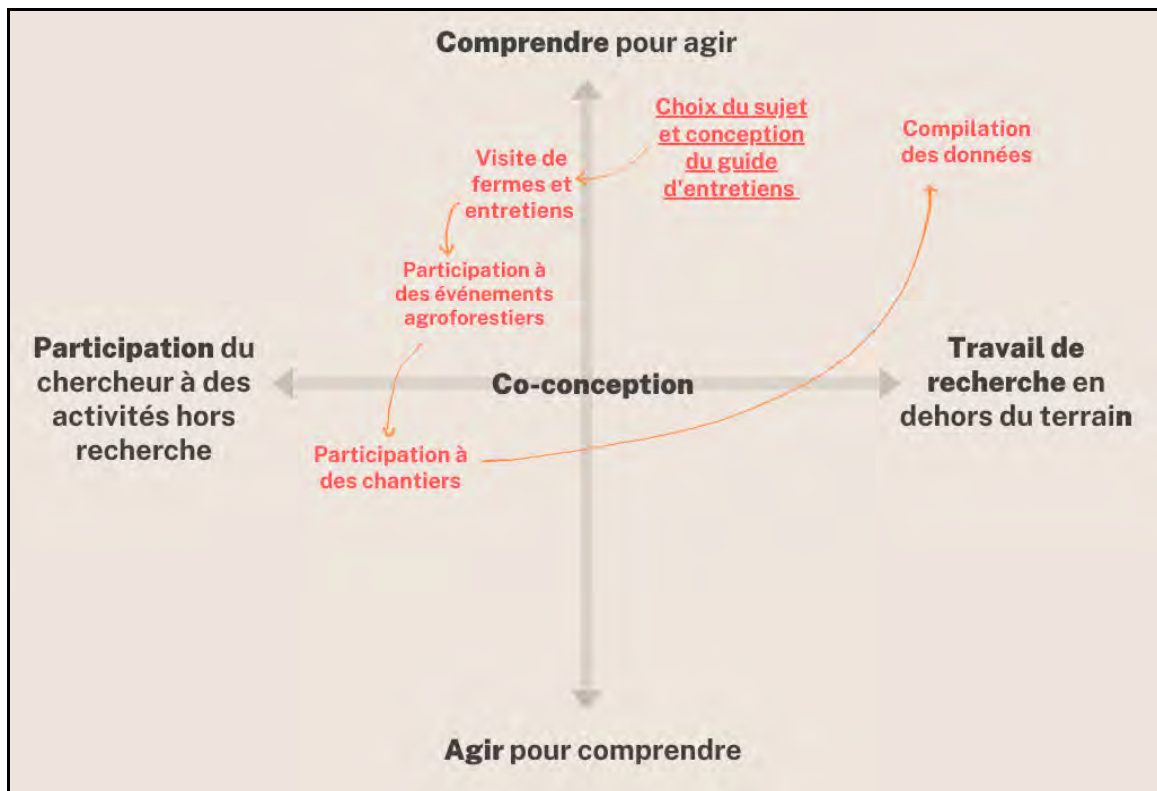 Comprendre pour agir
Choix du sujet
et conception
du guide
d'entretiens
Compilation
des données
Visite de
fermes et
entretiens
Participation à
des événements
agroforestiers
Participation du
chercheur à des
activités hors
recherche
Co-conception
Travail de
recherche en
dehors du terrain
Participation à
des chantiers
Agir pour comprendre